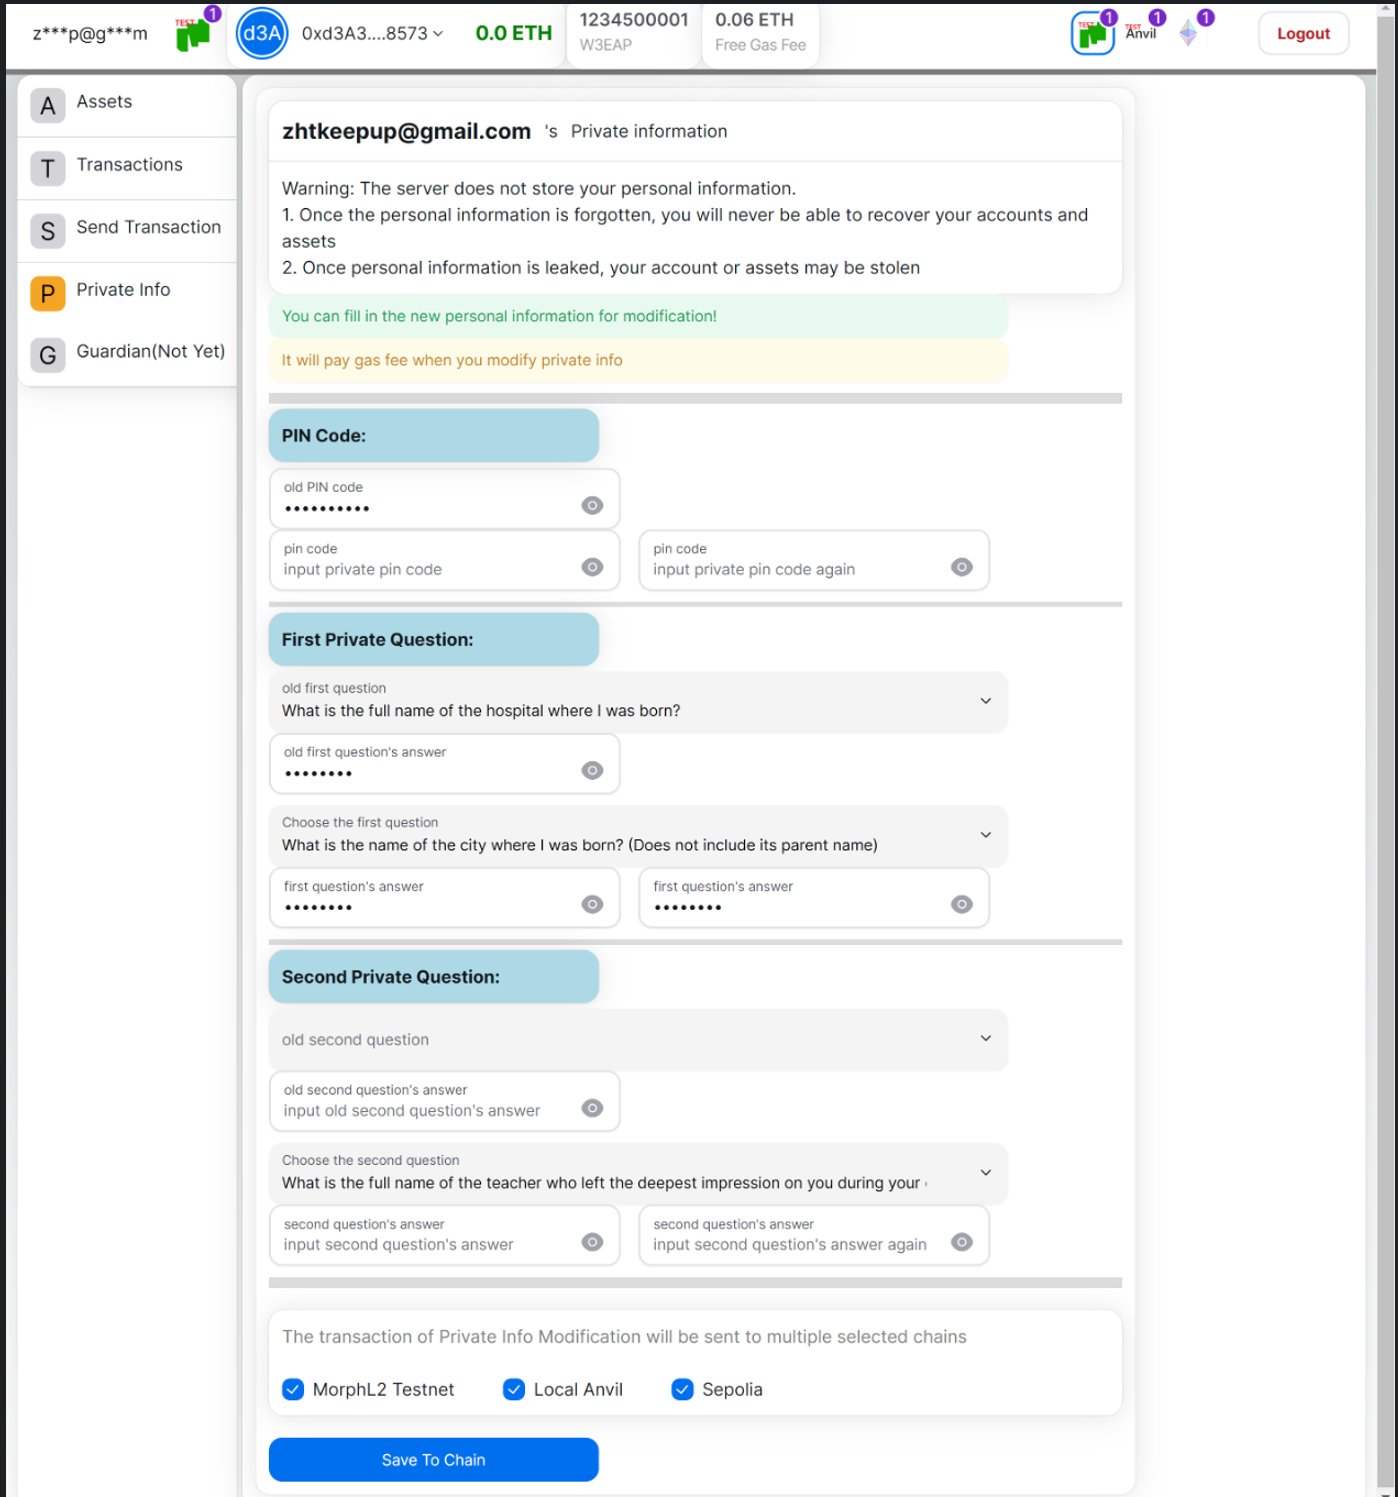 z***p@g***m
TEST
1
d3A
0xd3A3....8573
0.0 ETH
1234500001
W3EAP
0.06 ETH
Free Gas Fee
TEST
1
TEST
Anvil
1
1
Logout
A Assets
T Transactions
S Send Transaction
P Private Info
G Guardian(Not Yet)
zhtkeepup@gmail.com 's Private information
Warning: The server does not store your personal information.
1. Once the personal information is forgotten, you will never be able to recover your accounts and
assets
2. Once personal information is leaked, your account or assets may be stolen
You can fill in the new personal information for modification!
It will pay gas fee when you modify private info
PIN Code:
old PIN code
••••••••••
pin code
input private pin code
pin code
input private pin code again
First Private Question:
old first question
What is the full name of the hospital where I was born?
old first question's answer
••••••••
Choose the first question
What is the name of the city where I was born? (Does not include its parent name)
first question's answer
••••••••
first question's answer
••••••••
Second Private Question:
old second question
old second question's answer
input old second question's answer
Choose the second question
What is the full name of the teacher who left the deepest impression on you during your
second question's answer
input second question's answer
second question's answer
input second question's answer again
The transaction of Private Info Modification will be sent to multiple selected chains
MorphL2 Testnet
Local Anvil
Sepolia
Save To Chain